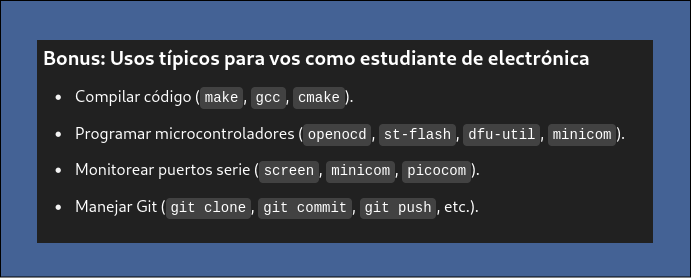 Bonus: Usos típicos para vos como estudiante de electrónica
• Compilar código (make, gcc, cmake).
• Programar microcontroladores (openocd, st-flash, dfu-util, minicom).
• Monitorear puertos serie (screen, minicom, picocom).
• Manejar Git (git clone, git commit, git push, etc.).